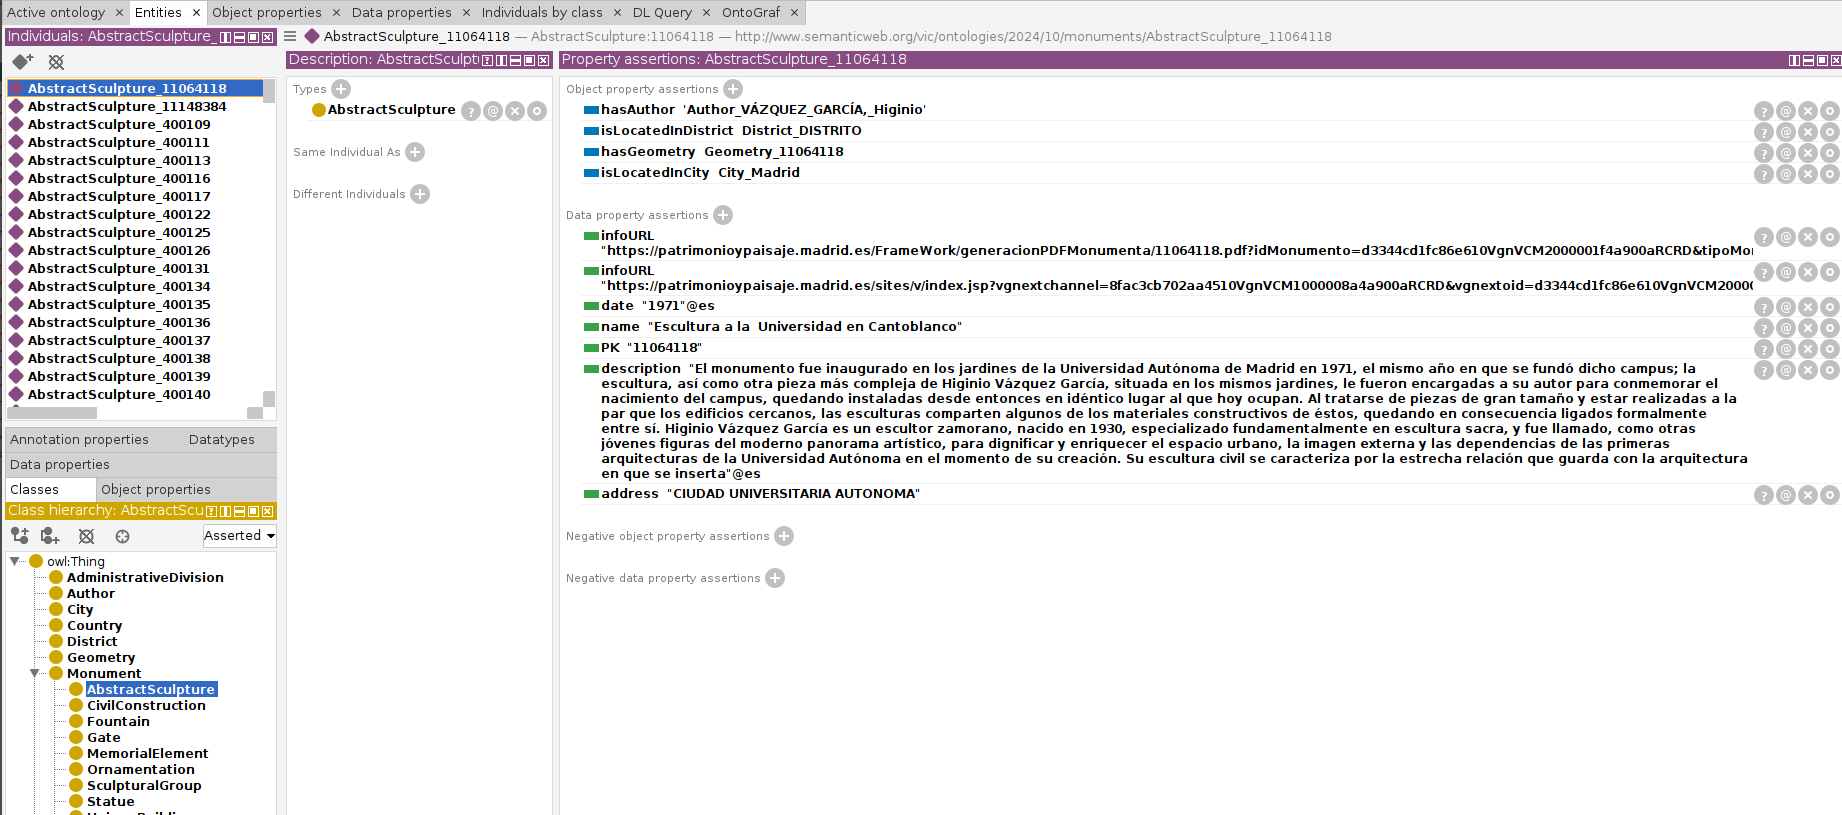 Active ontology × Entities × Object properties × Data properties × Individuals by class × DL Query × OntoGraf ×
Individuals: AbstractSculpture_
AbstractSculpture_11064118
AbstractSculpture_11148384
AbstractSculpture_400109
AbstractSculpture_400111
AbstractSculpture_400113
AbstractSculpture_400116
AbstractSculpture_400117
AbstractSculpture_400122
AbstractSculpture_400125
AbstractSculpture_400126
AbstractSculpture_400131
AbstractSculpture_400134
AbstractSculpture_400135
AbstractSculpture_400136
AbstractSculpture_400137
AbstractSculpture_400138
AbstractSculpture_400139
AbstractSculpture_400140
Annotation properties Datatypes
Data properties
Classes Object properties
Class hierarchy: AbstractScu
Asserted
owl:Thing
AdministrativeDivision
Author
City
Country
District
Geometry
Monument
AbstractSculpture
CivilConstruction
Fountain
Gate
MemorialElement
Ornamentation
SculpturalGroup
Statue
AbstractSculpture_11064118 — AbstractSculpture:11064118 — http://www.semanticweb.org/vic/ontologies/2024/10/monuments/AbstractSculpture_11064118
Description: AbstractSculpt
Types
AbstractSculpture
Same Individual As
Different Individuals
Property assertions: AbstractSculpture_11064118
Object property assertions
hasAuthor 'Author_VÁZQUEZ_GARCÍA,_Higinio'
isLocatedInDistrict District_DISTRITO
hasGeometry Geometry_11064118
isLocatedInCity City_Madrid
Data property assertions
infoURL
"https://patrimonioypaisaje.madrid.es/FrameWork/generacionPDFMonumenta/11064118.pdf?idMonumento=d3344cd1fc86e610VgnVCM2000001f4a900aRCRD&tipoMo
infoURL
"https://patrimonioypaisaje.madrid.es/sites/v/index.jsp?vgnextchannel=8fac3cb702aa4510VgnVCM1000008a4a900aRCRD&vgnextoid=d3344cd1fc86e610VgnVCM2000
date "1971"@es
name "Escultura a la  Universidad en Cantoblanco"
PK "11064118"
description "El monumento fue inaugurado en los jardines de la Universidad Autónoma de Madrid en 1971, el mismo año en que se fundó dicho campus; la
escultura, así como otra pieza más compleja de Higinio Vázquez García, situada en los mismos jardines, le fueron encargadas a su autor para conmemorar el
nacimiento del campus, quedando instaladas desde entonces en idéntico lugar al que hoy ocupan. Al tratarse de piezas de gran tamaño y estar realizadas a la
par que los edificios cercanos, las esculturas comparten algunos de los materiales constructivos de éstos, quedando en consecuencia ligados formalmente
entre sí. Higinio Vázquez García es un escultor zamorano, nacido en 1930, especializado fundamentalmente en escultura sacra, y fue llamado, como otras
jóvenes figuras del moderno panorama artístico, para dignificar y enriquecer el espacio urbano, la imagen externa y las dependencias de las primeras
arquitecturas de la Universidad Autónoma en el momento de su creación. Su escultura civil se caracteriza por la estrecha relación que guarda con la arquitectura
en que se inserta"@es
address "CIUDAD UNIVERSITARIA AUTONOMA"
Negative object property assertions
Negative data property assertions